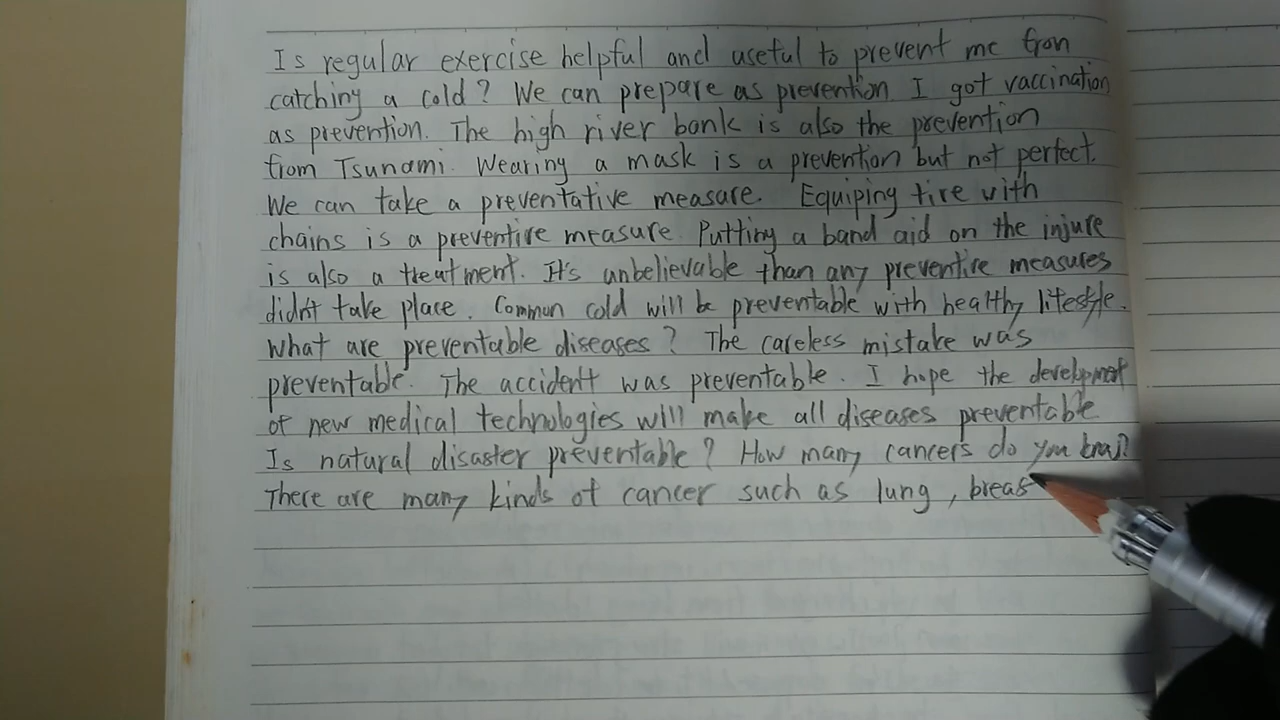 Is regular exercise helpful and useful to prevent me from
catching a cold? We can prepare as prevention. I got vaccination
as prevention. The high river bank is also the prevention
from Tsunami. Wearing a mask is a prevention but not perfect.
We can take a preventative measure. Equiping tire with
chains is a preventive measure. Putting a band aid on the injure
is also a treatment. It's unbelievable than any preventive measures
didn't take place. Common cold will be preventable with healthy lifestyle.
What are preventable diseases? The careless mistake was
preventable. The accident was preventable. I hope the development
of new medical technologies will make all diseases preventable
Is natural disaster preventable? How many cancers do you
There are many kinds of cancer such as lung, breas